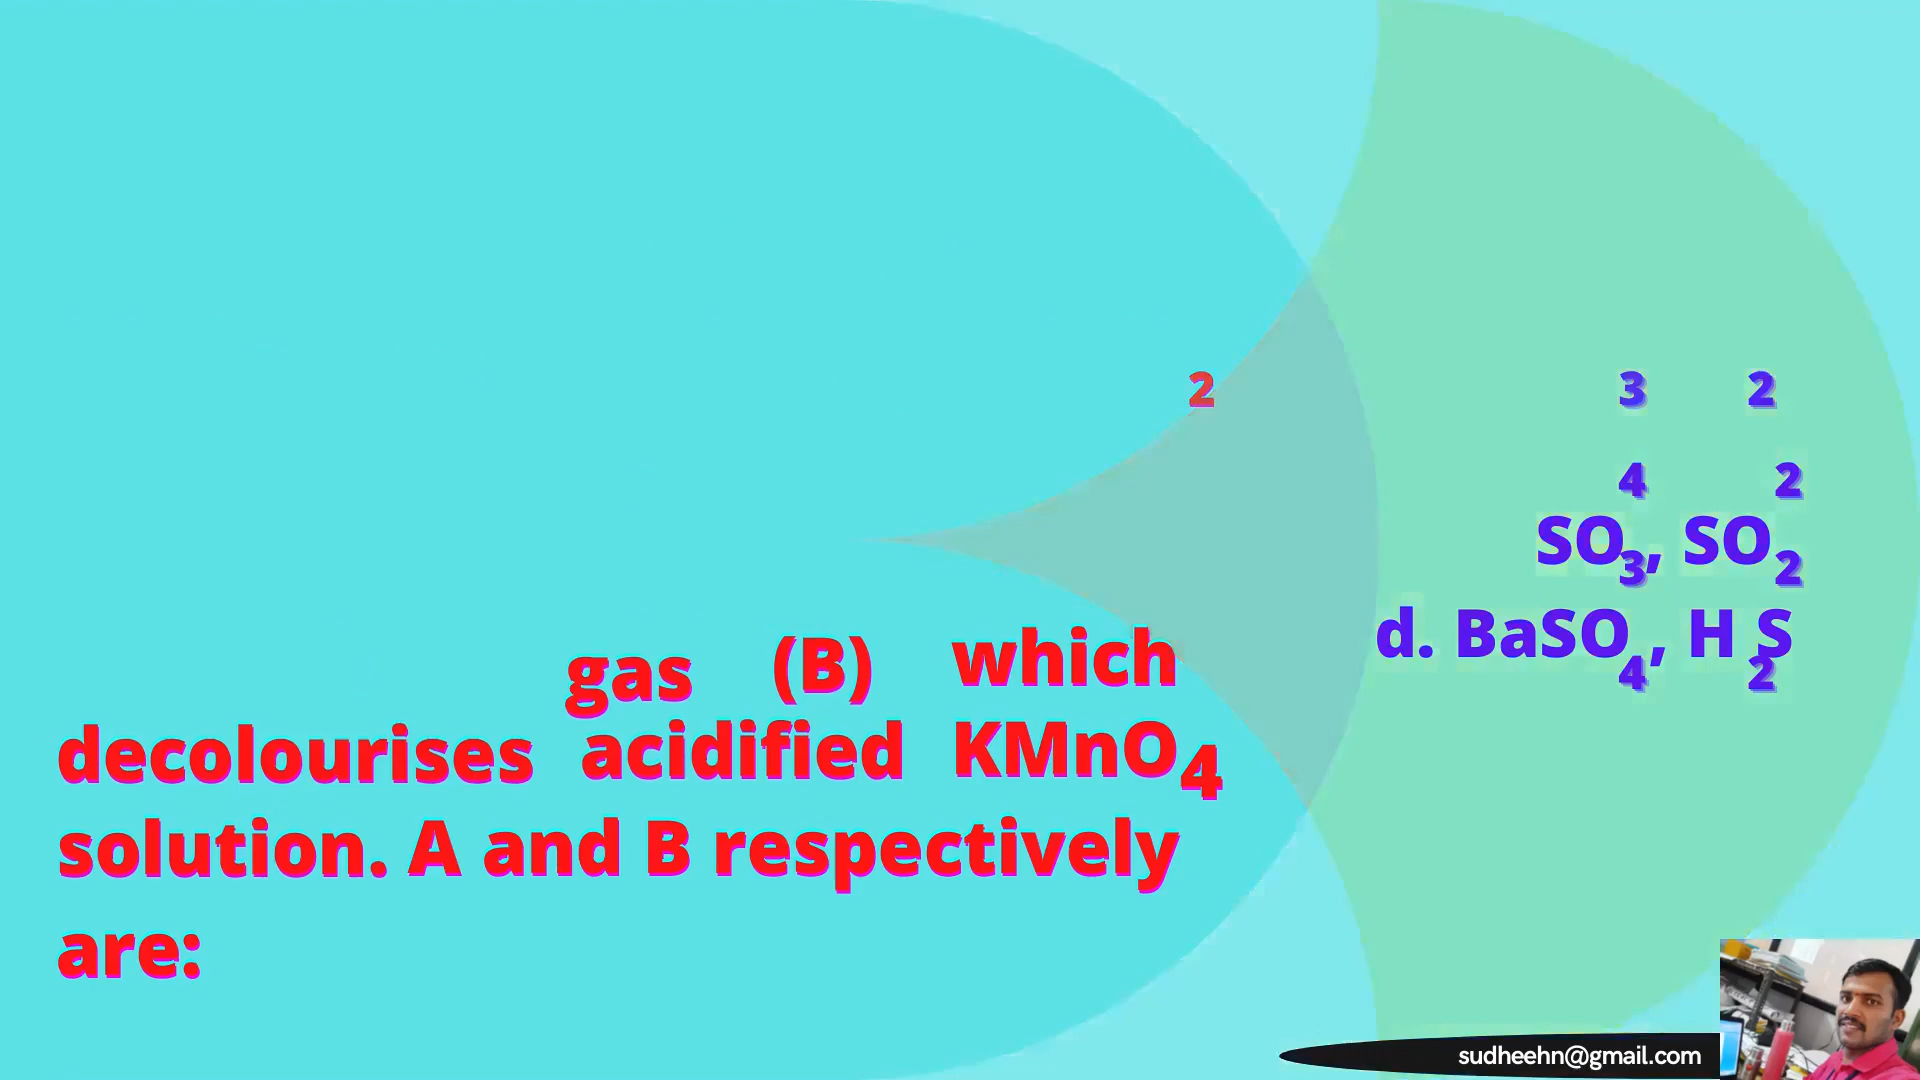 2
gas (B) which
decolourises acidified KMnO4
solution. A and B respectively
are:
3 2
4 2
SO3, SO2
d. BaSO4, H2S
sudheehn@gmail.com